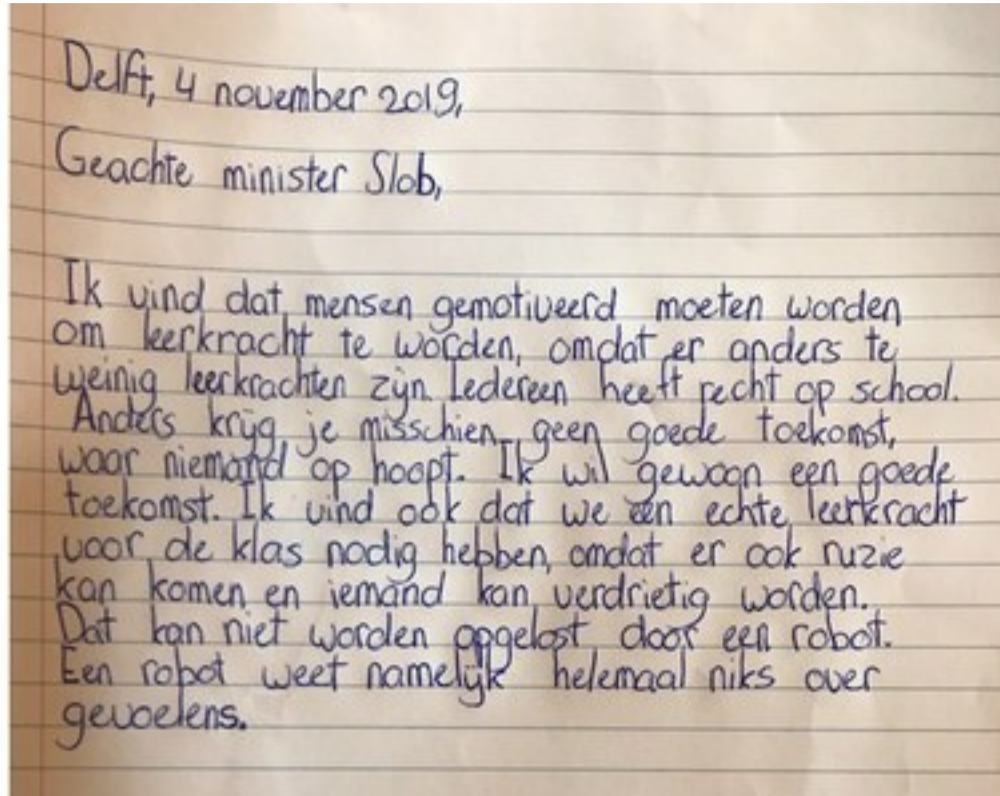 Delft, 4 november 2019,
Geachte minister Slob,
Ik vind dat mensen gemotiveerd moeten worden
om leerkracht te worden, omdat er anders te
weinig leerkrachten zijn. Iedereen heeft recht op school.
Anders krijg je misschien geen goede toekomst,
waar niemand op hoopt. Ik wil gewoon een goede
toekomst. Ik vind ook dat we een echte leerkracht
voor de klas nodig hebben, omdat er ook ruzie
kan komen en iemand kan verdrietig worden.
Dat kan niet worden opgelost door een robot.
Een robot weet namelijk helemaal niks over
gevoelens.